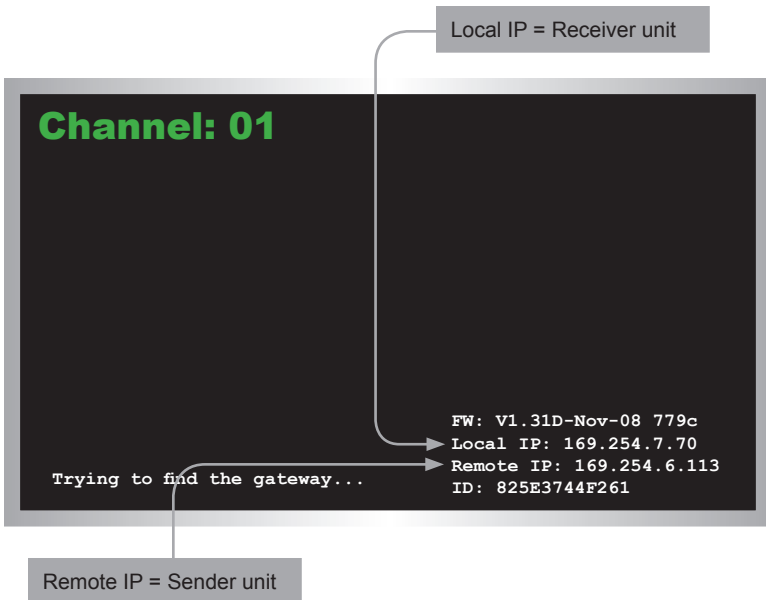 Local IP = Receiver unit
Channel: 01
FW: V1.31D-Nov-08 779c
Local IP: 169.254.7.70
Remote IP: 169.254.6.113
Trying to find the gateway...
ID: 825E3744F261
Remote IP = Sender unit